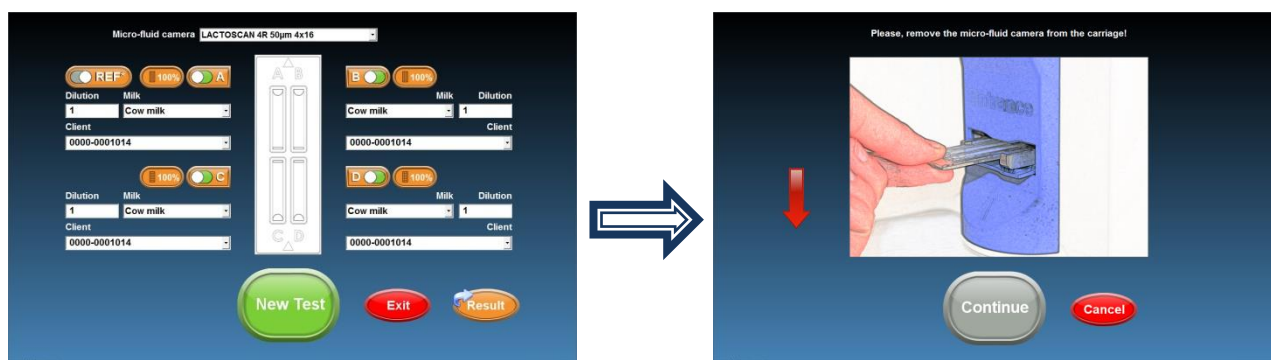 Micro-fluid camera LACTOSCAN 4R 50µm 4x16
REF* 100% A
Dilution Milk
1 Cow milk
Client
0000-0001014
A B
B 100%
Milk Dilution
Cow milk 1
Client
0000-0001014
100% C
Dilution Milk
1 Cow milk
Client
0000-0001014
C D
D 100%
Milk Dilution
Cow milk 1
Client
0000-0001014
New Test Exit Result
Please, remove the micro-fluid camera from the carriage!
Continue Cancel